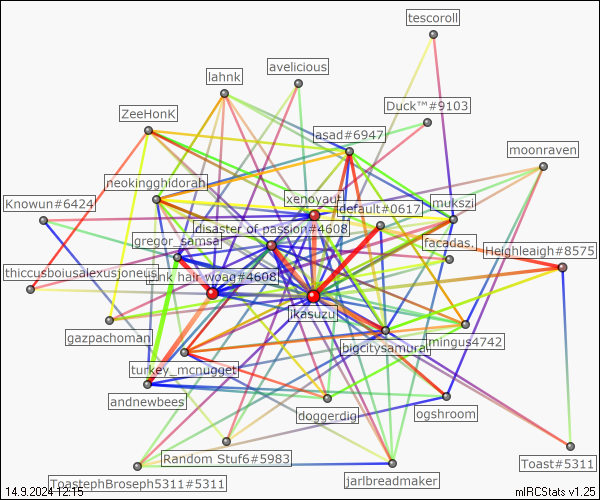 tescoroll
avelicious
lahnk
Duck™#9103
ZeeHonK
asad#6947
moonraven
neokingghidorah
xenoyaut
default#0617
mukszi
Knowun#6424
disaster of passion#4608
gregor_samsa
facadas.
Heighleaigh#8575
thiccusboiusalexusjoneus
pink hair woag#4608
ikasuzu
gazpachoman
bigcitysamurai
mingus4742
turkey_mcnugget
andnewbees
doggerdig
ogshroom
Random Stuf6#5983
Toast#5311
ToastephBroseph5311#5311
jarlbreadmaker
14.9.2024 12:15
mIRCStats v1.25